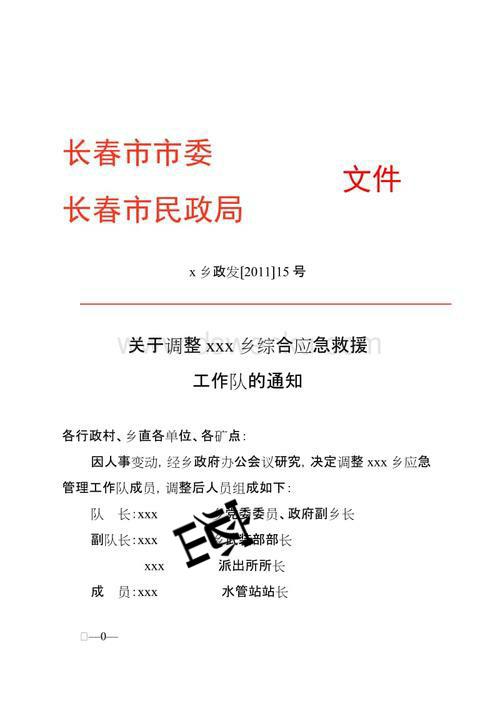 长春市市委
文件
长春市民政局
x 乡政发[2011]15 号
关于调整 xxx 乡综合应急救援
工作队的通知
各行政村、乡直各单位、各矿点：
因人事变动，经乡政府办公会议研究，决定调整 xxx 乡应急
管理工作队成员，调整后人员组成如下：
队 长：xxx 乡党委委员、政府副乡长
副队长：xxx 乡武装部部长
xxx 派出所所长
成 员：xxx 水管站站长
—0—